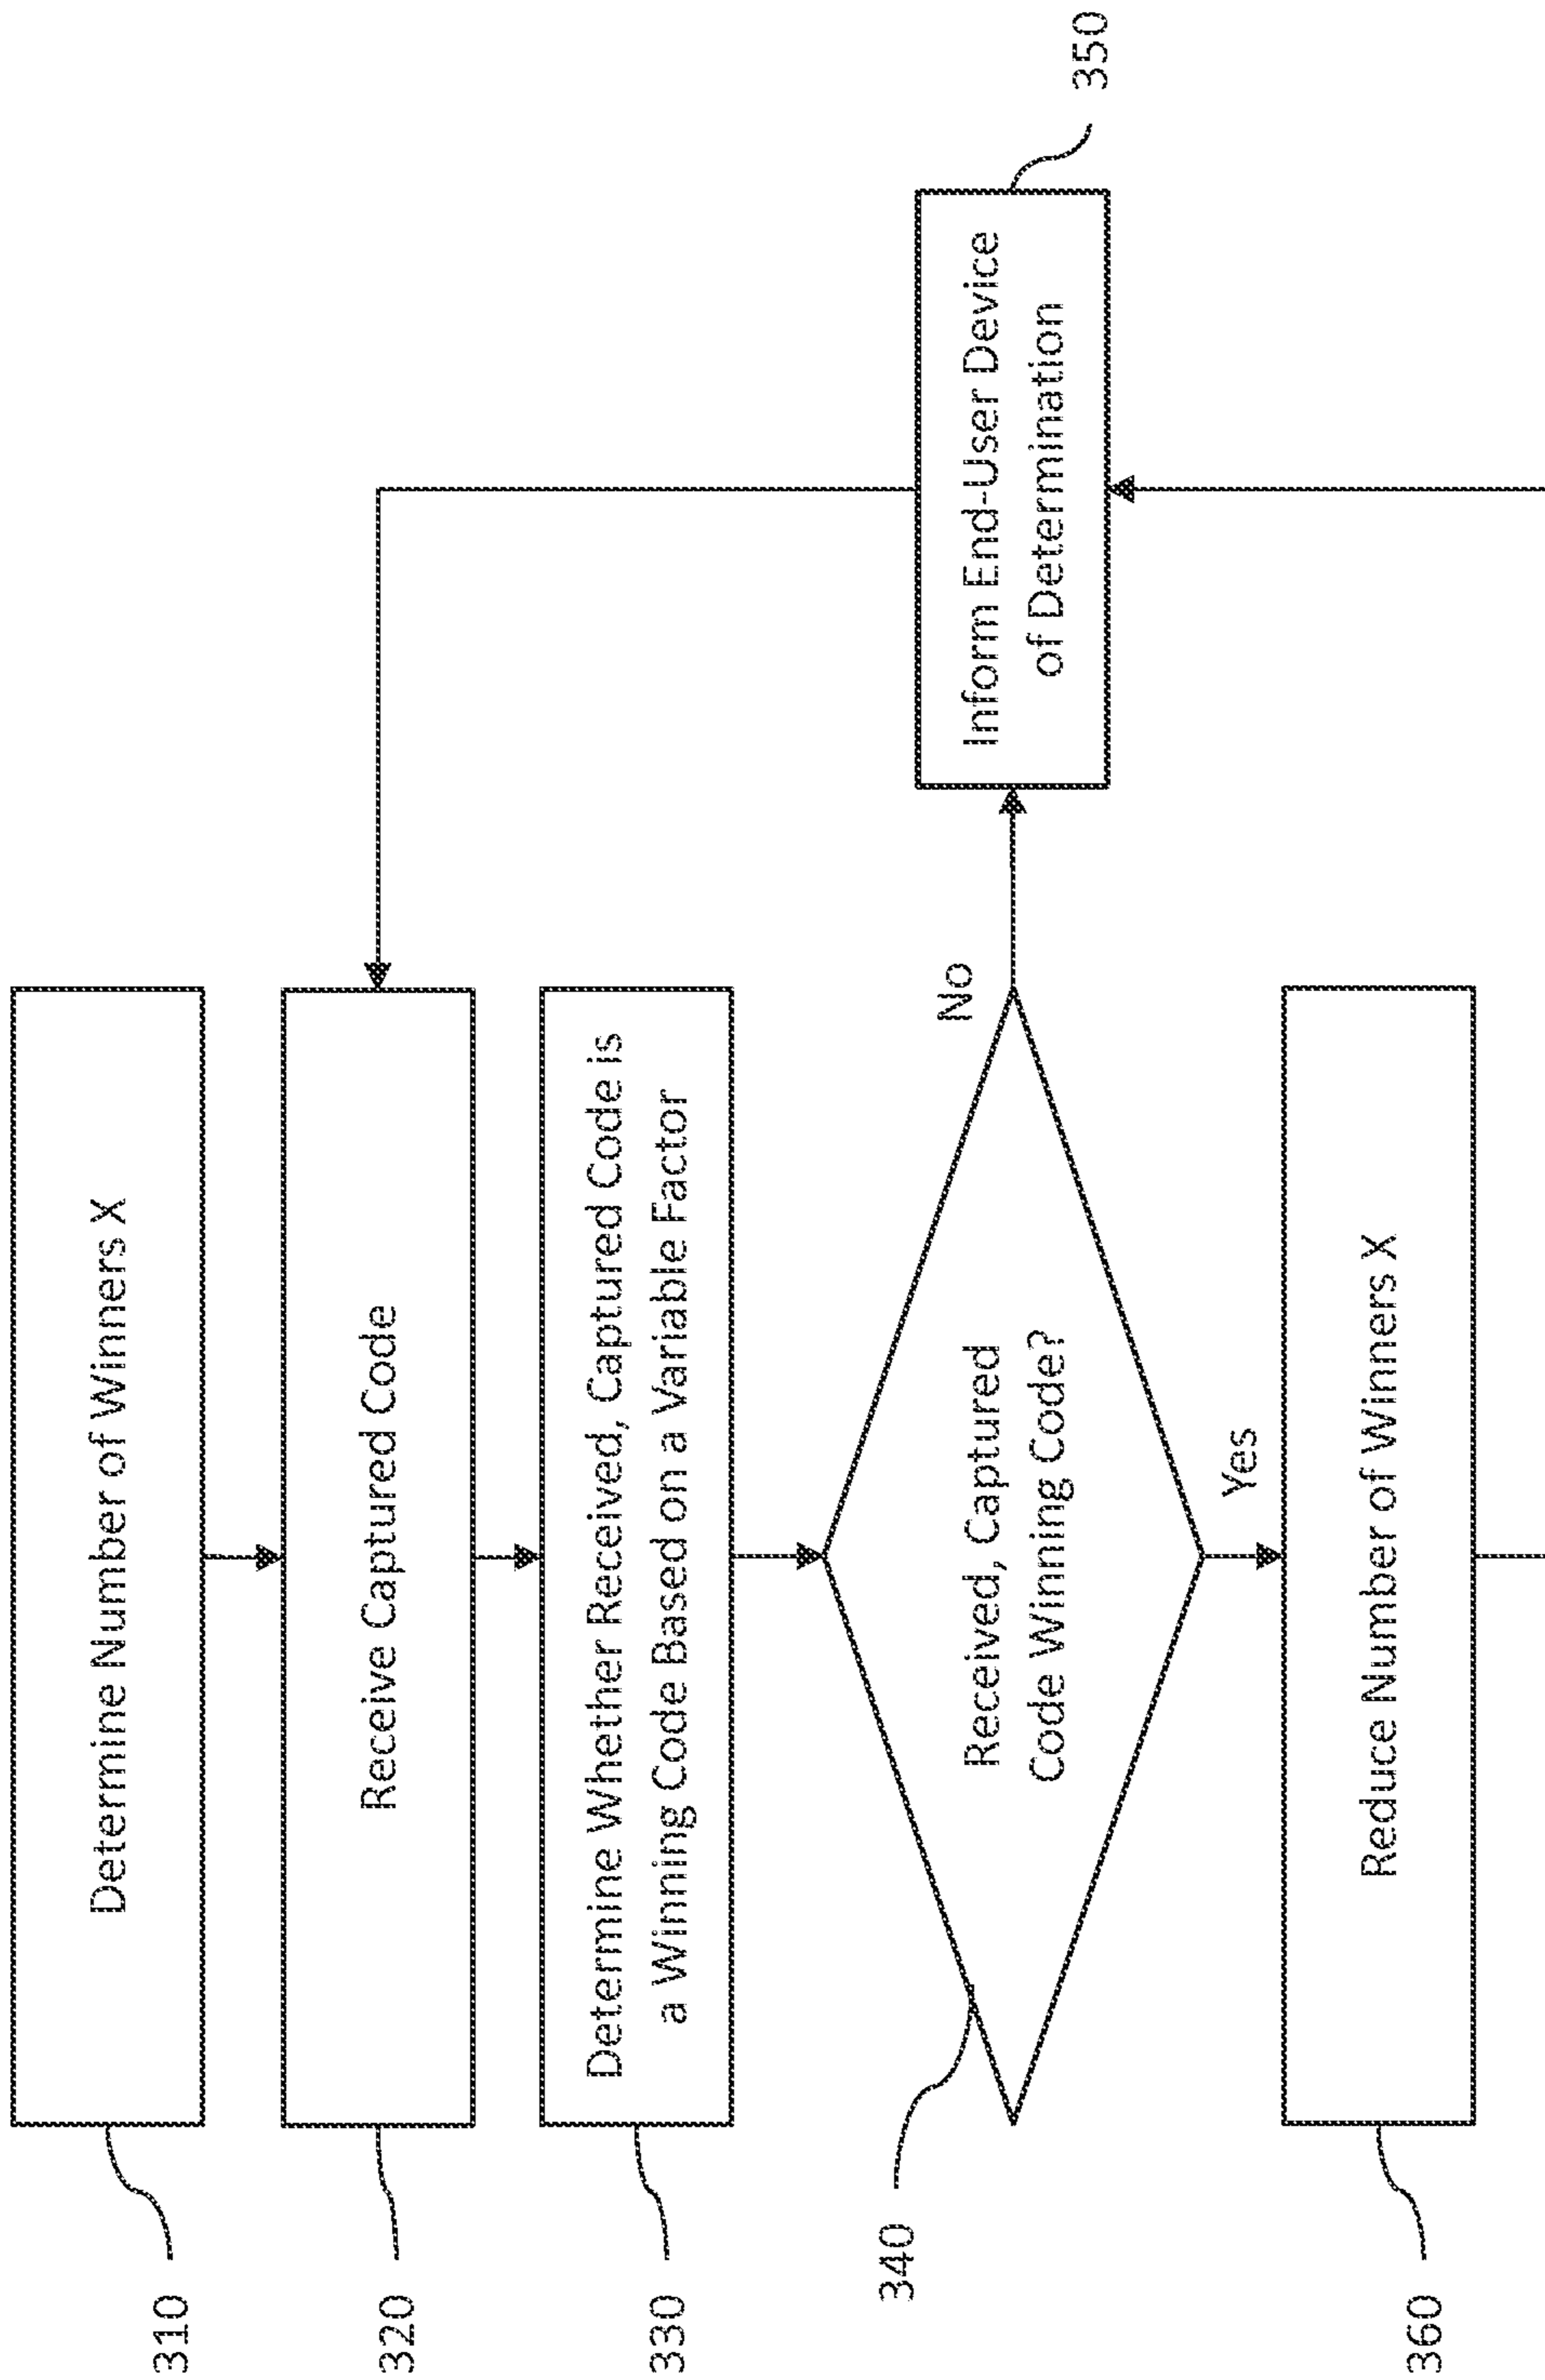 310
Determine Number of Winners X
320
Receive Captured Code
330
Determine Whether Received, Captured Code is
a Winning Code Based on a Variable Factor
340
Received, Captured
Code Winning Code?
No
Inform End-User Device
of Determination
350
Yes
360
Reduce Number of Winners X